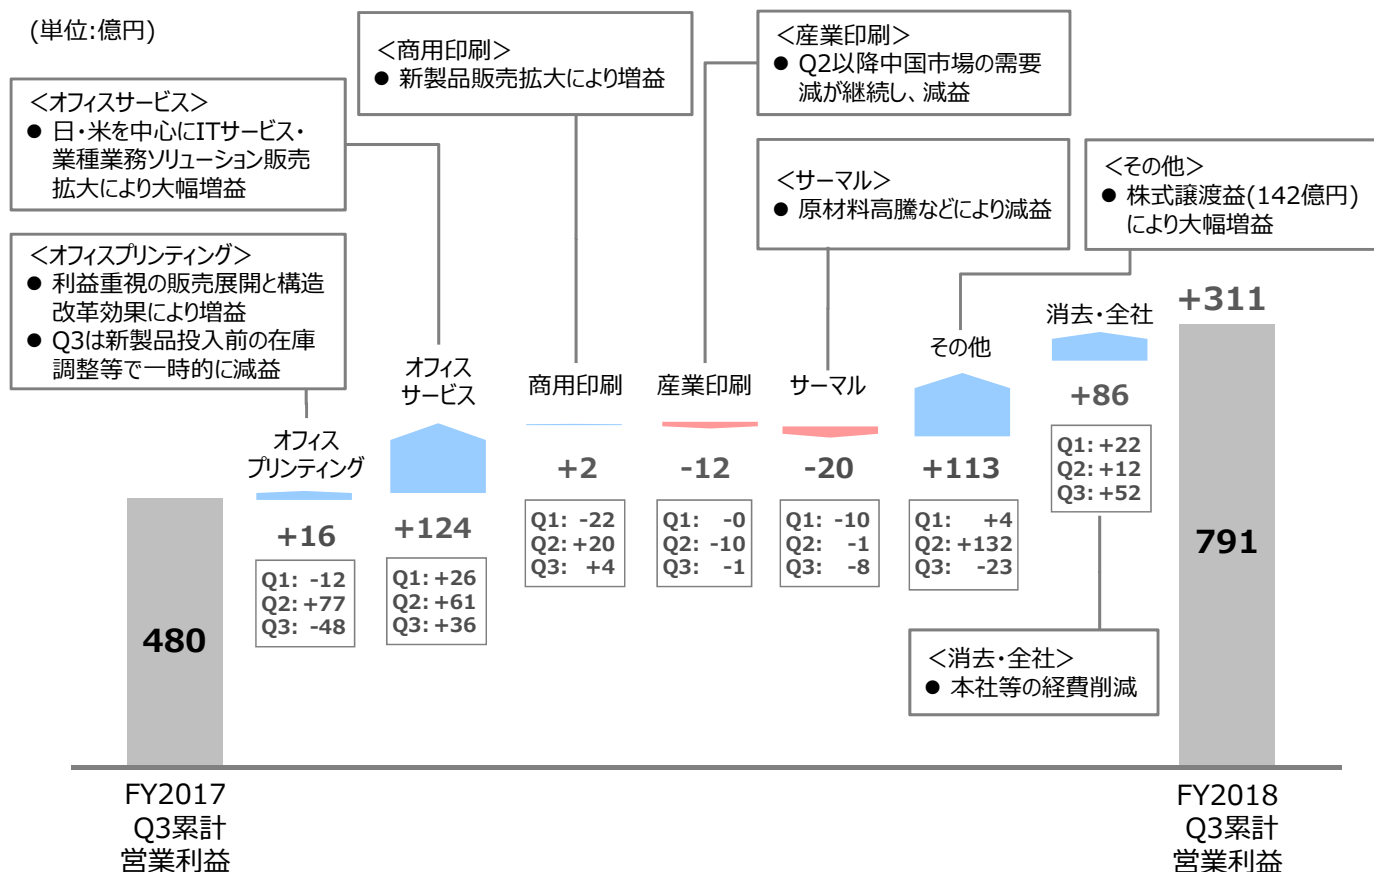 (単位:億円)
＜オフィスサービス＞
● 日・米を中心にITサービス・
業種業務ソリューション販売
拡大により大幅増益
＜オフィスプリンティング＞
● 利益重視の販売展開と構造
改革効果により増益
● Q3は新製品投入前の在庫
調整等で一時的に減益
＜商用印刷＞
● 新製品販売拡大により増益
＜産業印刷＞
● Q2以降中国市場の需要
減が継続し、減益
＜サーマル＞
● 原材料高騰などにより減益
＜その他＞
● 株式譲渡益(142億円)
により大幅増益
480
オフィス
プリンティング
+16
Q1: -12
Q2: +77
Q3: -48
オフィス
サービス
+124
Q1: +26
Q2: +61
Q3: +36
商用印刷
+2
Q1: -22
Q2: +20
Q3: +4
産業印刷
-12
Q1: -0
Q2: -10
Q3: -1
サーマル
-20
Q1: -10
Q2: -1
Q3: -8
その他
+113
Q1: +4
Q2: +132
Q3: -23
消去・全社
+86
Q1: +22
Q2: +12
Q3: +52
＜消去・全社＞
● 本社等の経費削減
+311
791
FY2017
Q3累計
営業利益
FY2018
Q3累計
営業利益